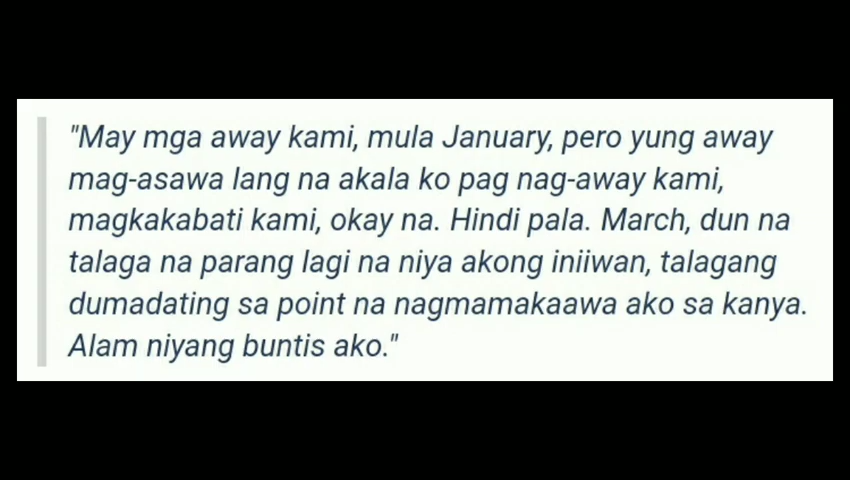 "May mga away kami, mula January, pero yung away
mag-asawa lang na akala ko pag nag-away kami,
magkakabati kami, okay na. Hindi pala. March, dun na
talaga na parang lagi na niya akong iniiwan, talagang
dumadating sa point na nagmamakaawa ako sa kanya.
Alam niyang buntis ako."